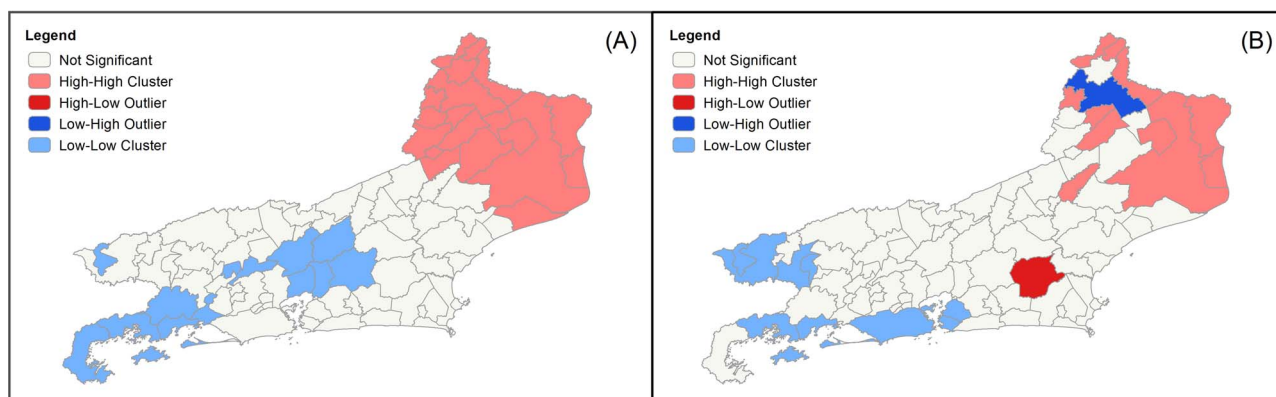 Legend
Not Significant
High-High Cluster
High-Low Outlier
Low-High Outlier
Low-Low Cluster
(A)
Legend
Not Significant
High-High Cluster
High-Low Outlier
Low-High Outlier
Low-Low Cluster
(B)